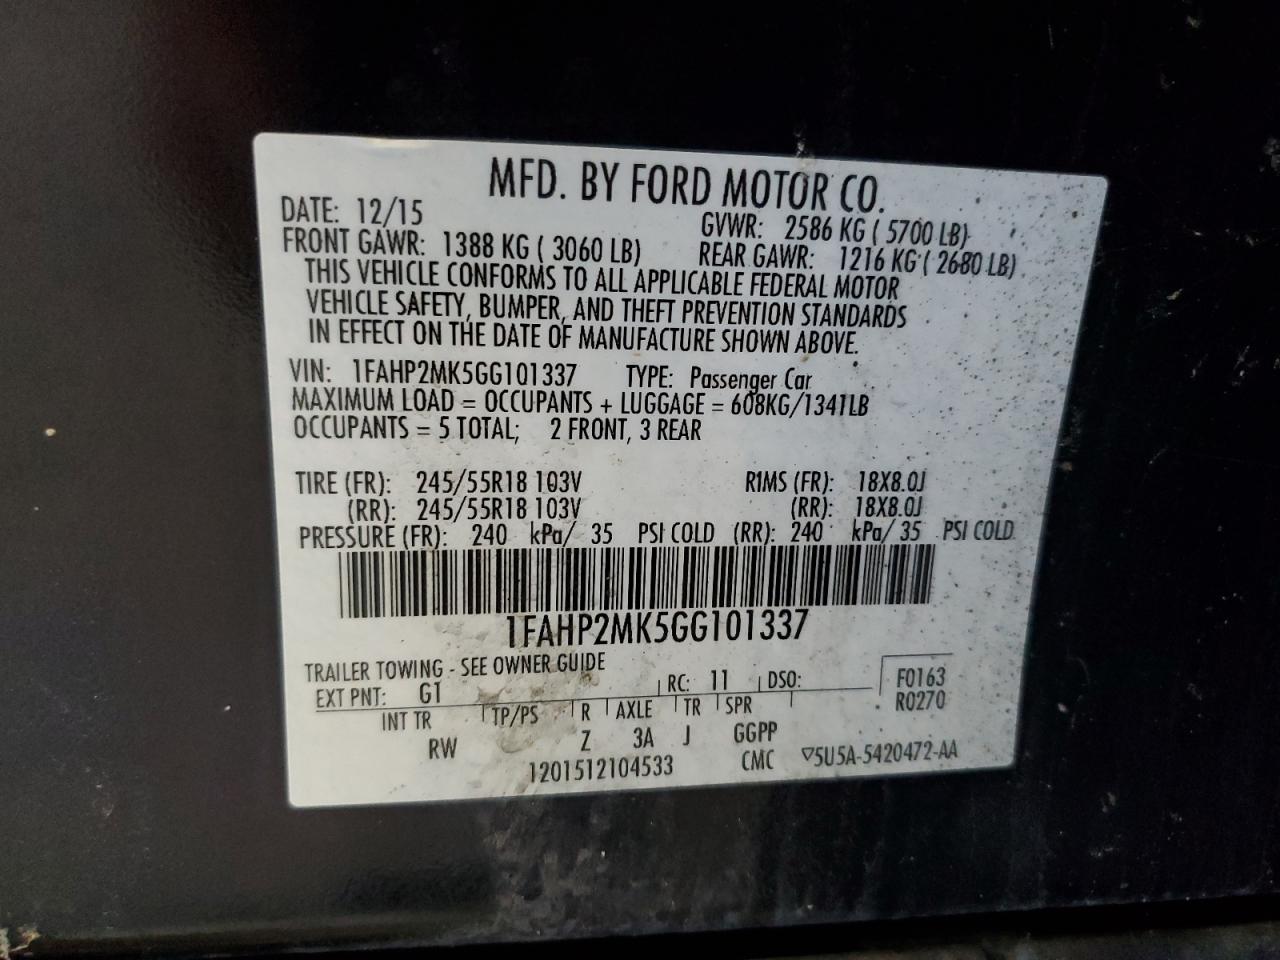 MFD. BY FORD MOTOR CO.
DATE: 12/15 GVWR: 2586 KG ( 5700 LB)
FRONT GAWR: 1388 KG ( 3060 LB) REAR GAWR: 1216 KG ( 2680 LB)
THIS VEHICLE CONFORMS TO ALL APPLICABLE FEDERAL MOTOR
VEHICLE SAFETY, BUMPER, AND THEFT PREVENTION STANDARDS
IN EFFECT ON THE DATE OF MANUFACTURE SHOWN ABOVE.
VIN: 1FAHP2MK5GG101337 TYPE: Passenger Car
MAXIMUM LOAD = OCCUPANTS + LUGGAGE = 608KG/1341LB
OCCUPANTS = 5 TOTAL; 2 FRONT, 3 REAR
TIRE (FR): 245/55R18 103V RIMS (FR): 18X8.0J
(RR): 245/55R18 103V (RR): 18X8.0J
PRESSURE (FR): 240 kPa/ 35 PSI COLD (RR): 240 kPa/ 35 PSI COLD
1FAHP2MK5GG101337
TRAILER TOWING - SEE OWNER GUIDE
EXT PNT: G1 RC: 11 DSO: F0163
R0270
INT TR TP/PS R AXLE TR SPR
RW Z 3A J GGPP
1201512104533 CMC ▽5U5A-5420472-AA